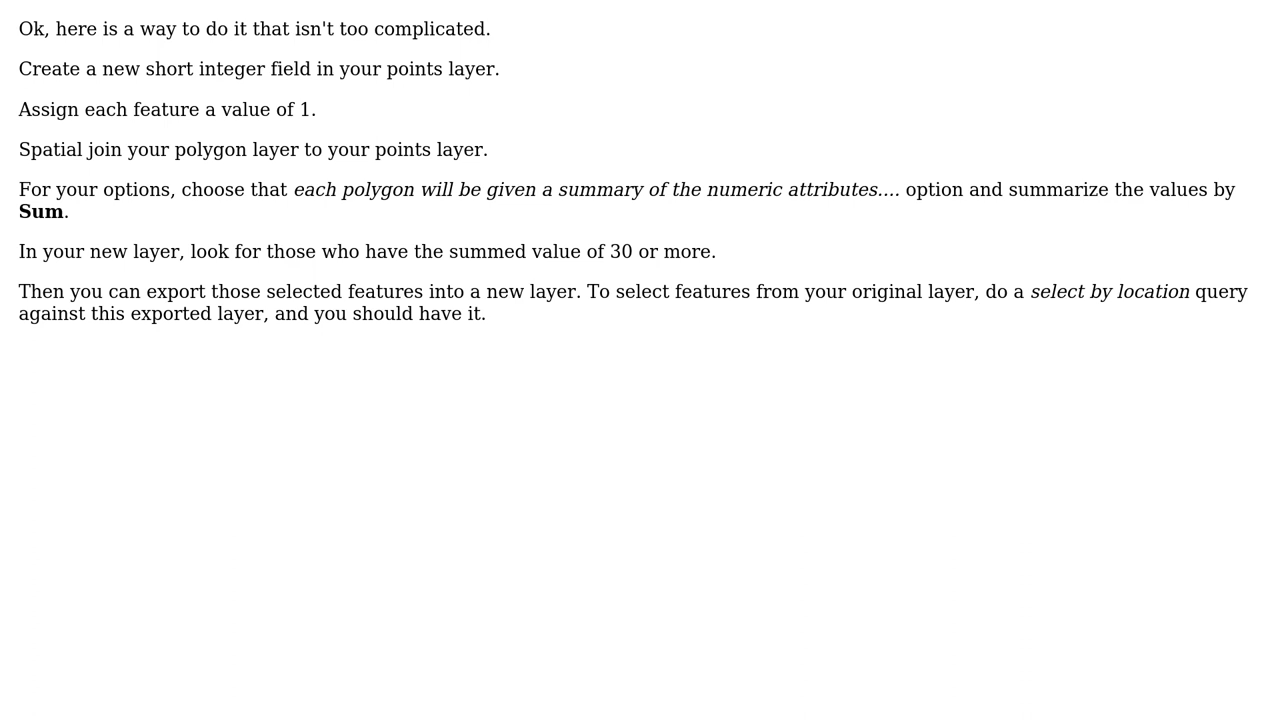 Ok, here is a way to do it that isn't too complicated.
Create a new short integer field in your points layer.
Assign each feature a value of 1.
Spatial join your polygon layer to your points layer.
For your options, choose that each polygon will be given a summary of the numeric attributes.... option and summarize the values by
Sum.
In your new layer, look for those who have the summed value of 30 or more.
Then you can export those selected features into a new layer. To select features from your original layer, do a select by location query
against this exported layer, and you should have it.